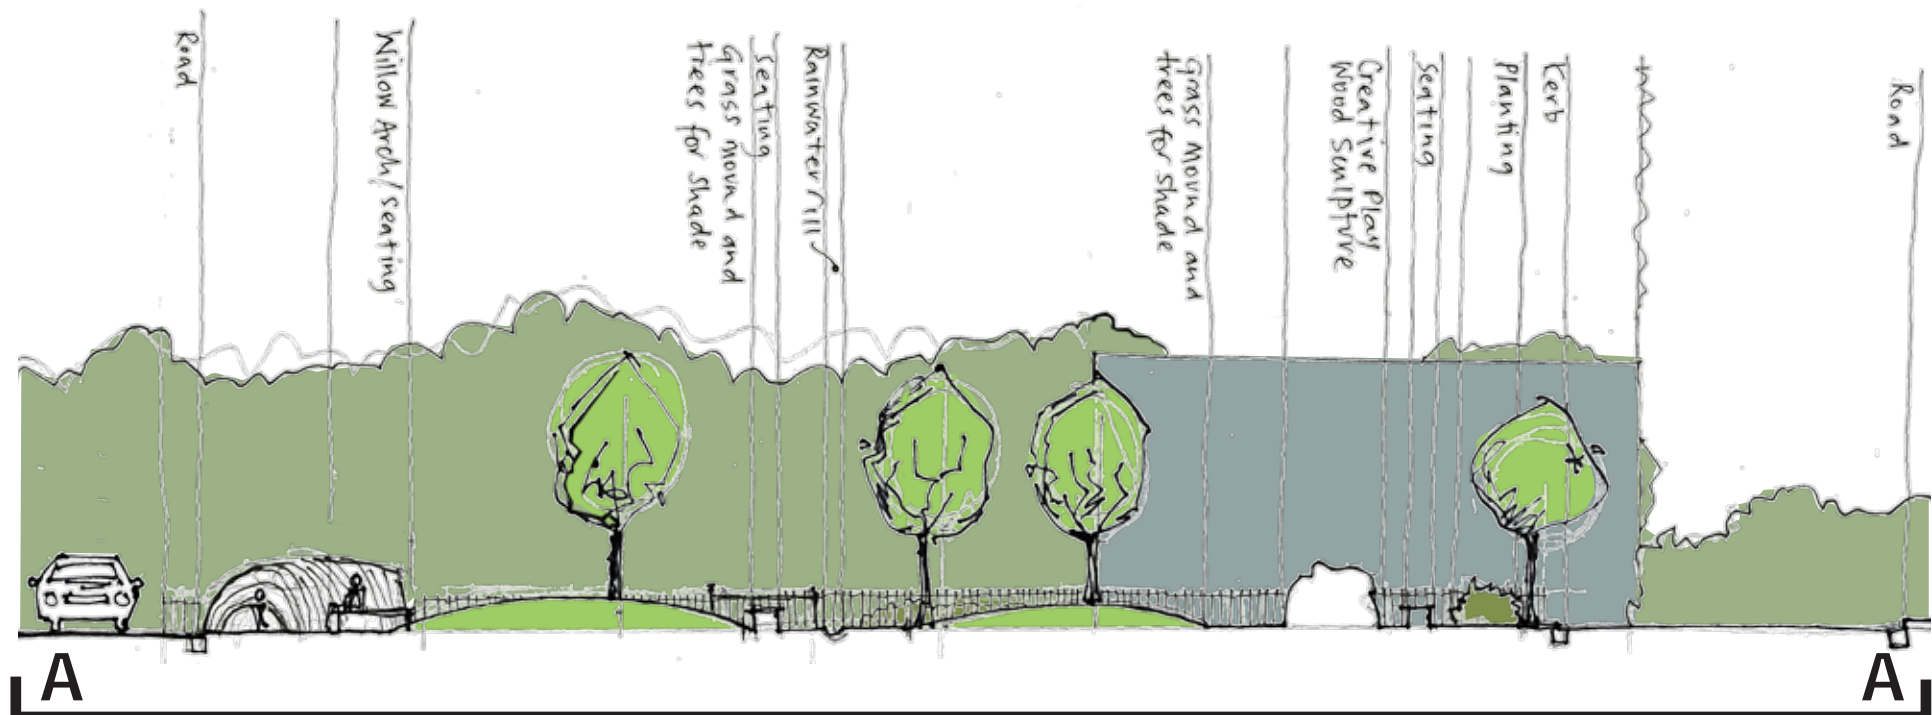 Road
Willow Arch/seating
Grass mound and
trees for shade
Seating
Rainwater rill
Grass Mound and
trees for shade
Creative Play
Wood Sculpture
Seating
Planting
Kerb
Road
A
A